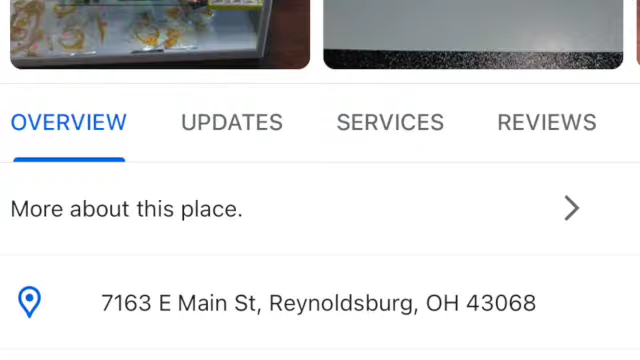 OVERVIEW UPDATES SERVICES REVIEWS
More about this place.
7163 E Main St, Reynoldsburg, OH 43068